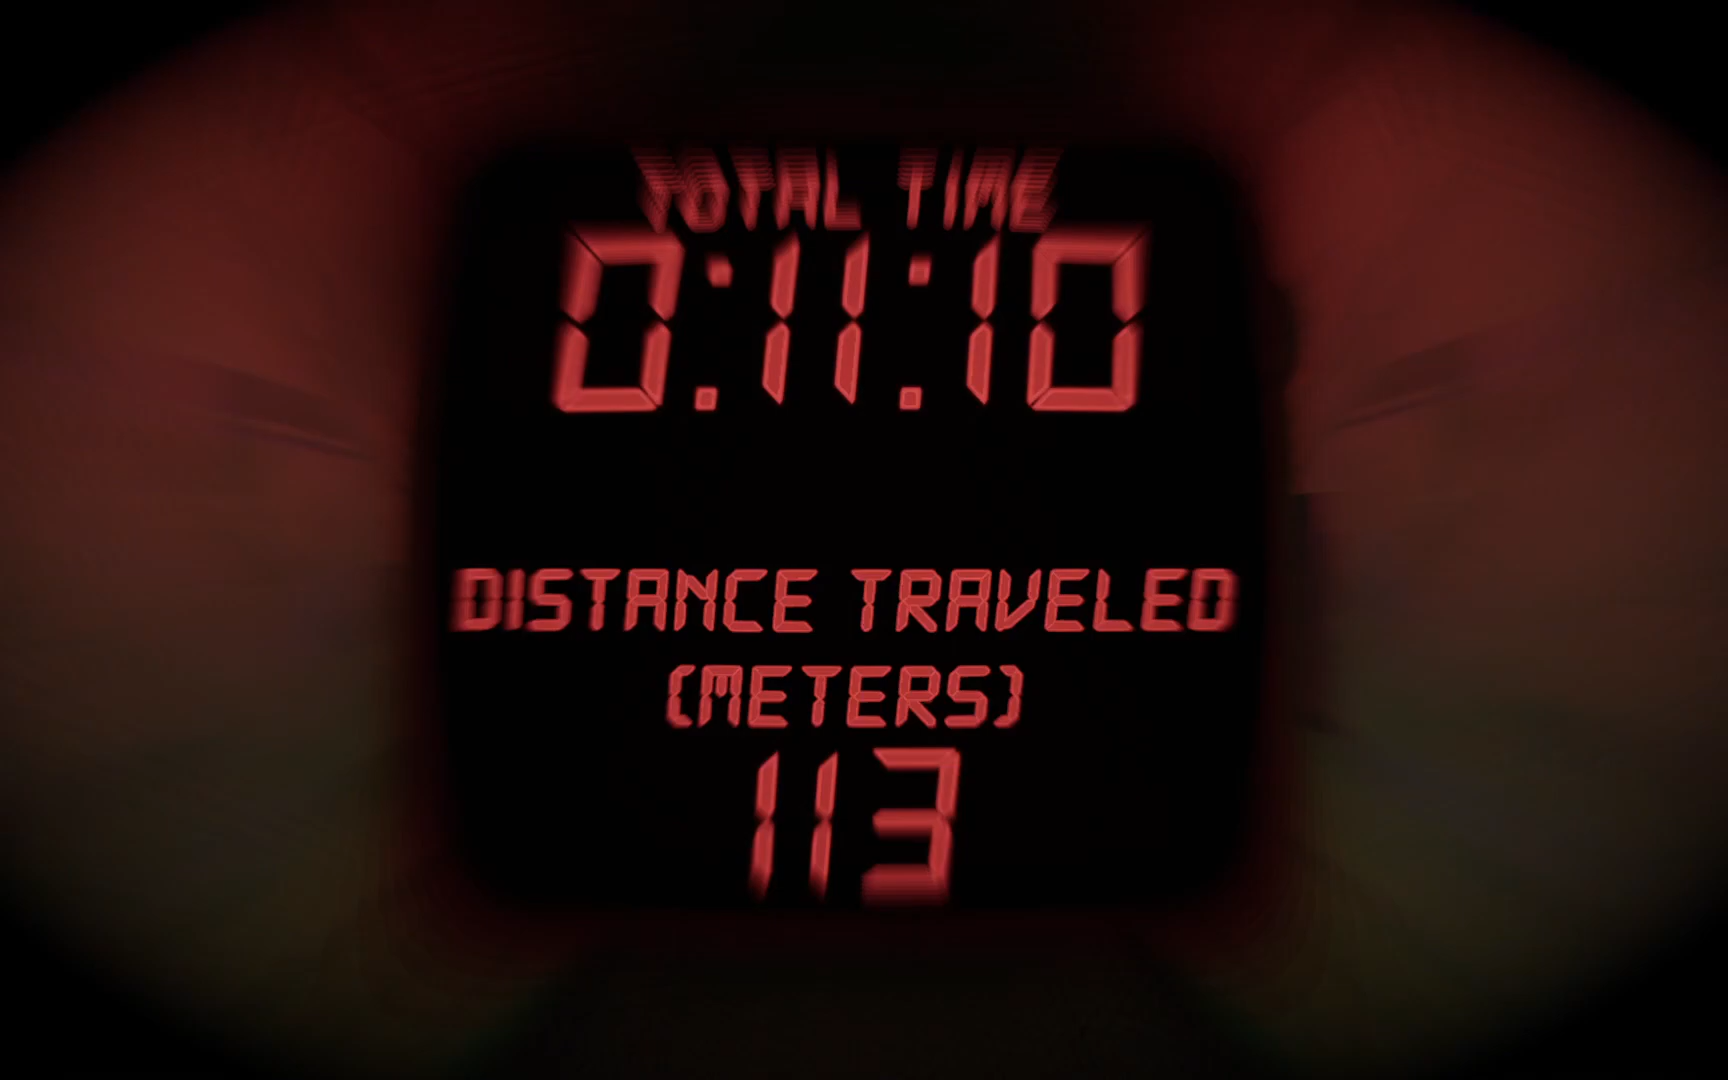 TOTAL TIME
0:11:10
DISTANCE TRAVELED
(METERS)
113